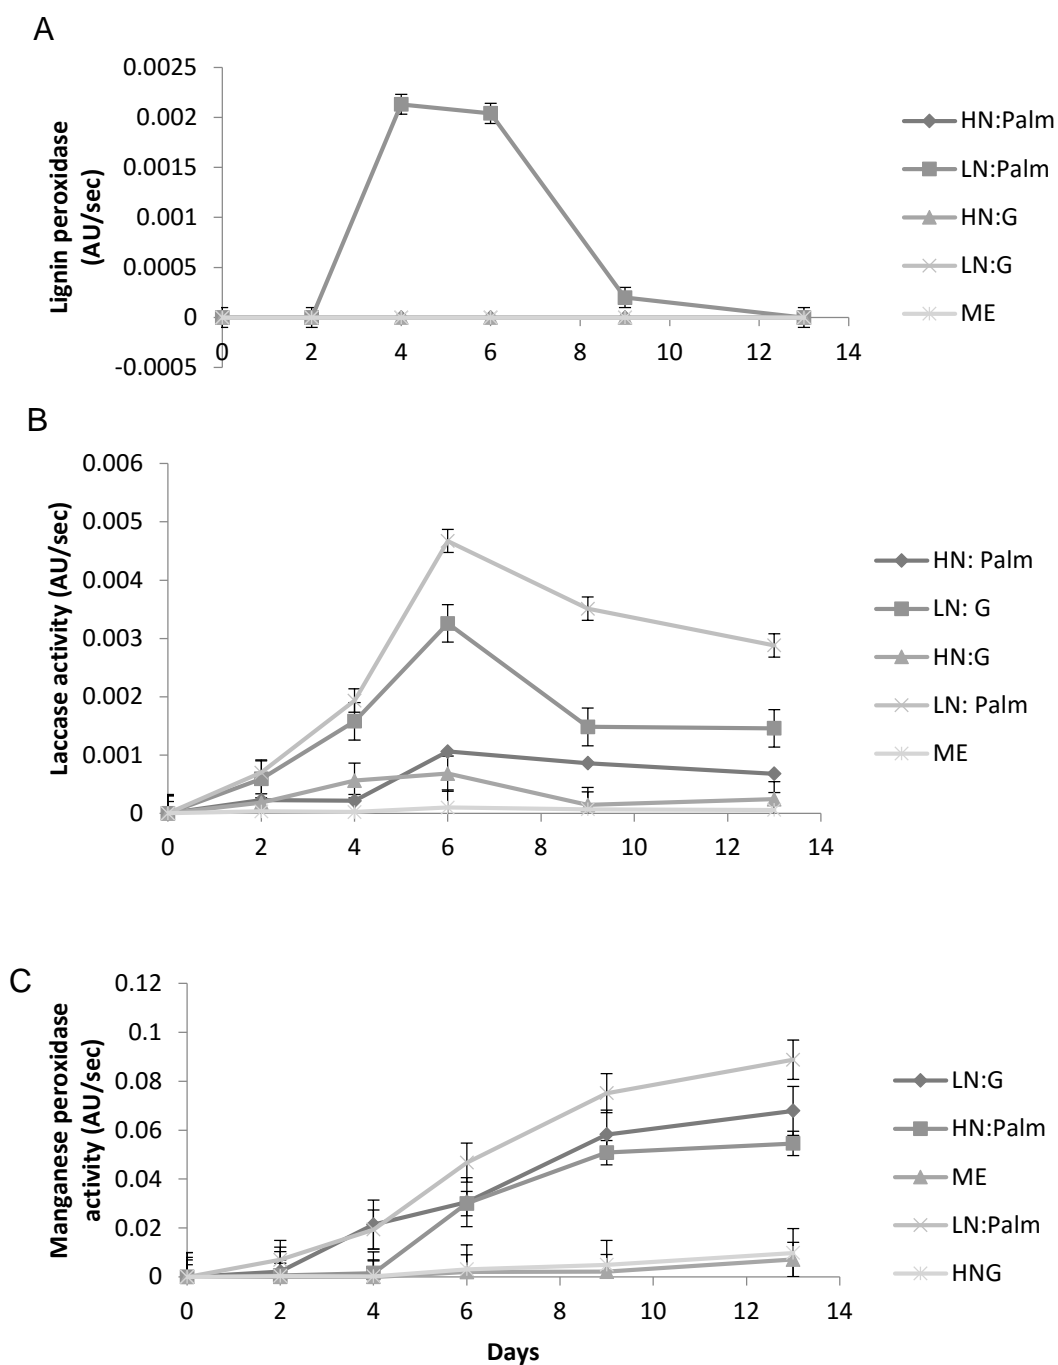 A
Lignin peroxidase
(AU/sec)
0.0025
0.002
0.0015
0.001
0.0005
0
-0.0005
0 2 4 6 8 10 12 14
HN:Palm
LN:Palm
HN:G
LN:G
ME
B
Laccase activity (AU/sec)
0.006
0.005
0.004
0.003
0.002
0.001
0
0 2 4 6 8 10 12 14
HN: Palm
LN: G
HN:G
LN: Palm
ME
C
Manganese peroxidase
activity (AU/sec)
0.12
0.1
0.08
0.06
0.04
0.02
0
0 2 4 6 8 10 12 14
Days
LN:G
HN:Palm
ME
LN:Palm
HNG